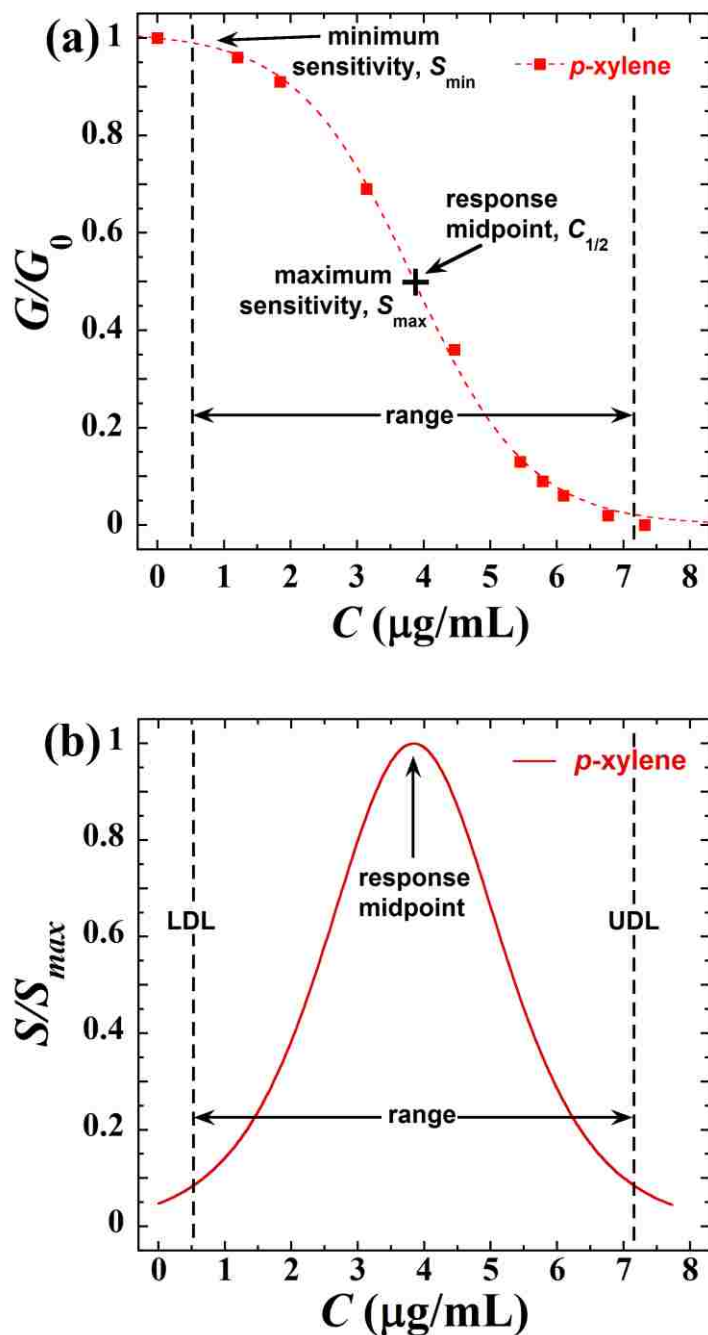 (a)
minimum
sensitivity, S_min
p-xylene
response
midpoint, C_1/2
maximum
sensitivity, S_max
range
G/G_0
1
0.8
0.6
0.4
0.2
0
0 1 2 3 4 5 6 7 8
C (μg/mL)
(b)
p-xylene
response
midpoint
LDL
UDL
range
S/S_max
1
0.8
0.6
0.4
0.2
0
0 1 2 3 4 5 6 7 8
C (μg/mL)